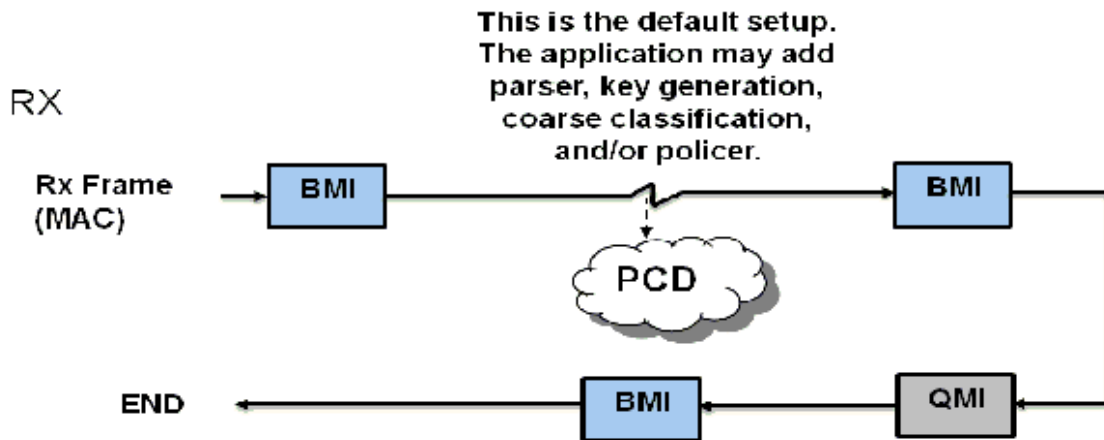 This is the default setup.
The application may add
parser, key generation,
coarse classification,
and/or policer.
RX
Rx Frame
(MAC)
BMI
BMI
PCD
END
BMI
QMI